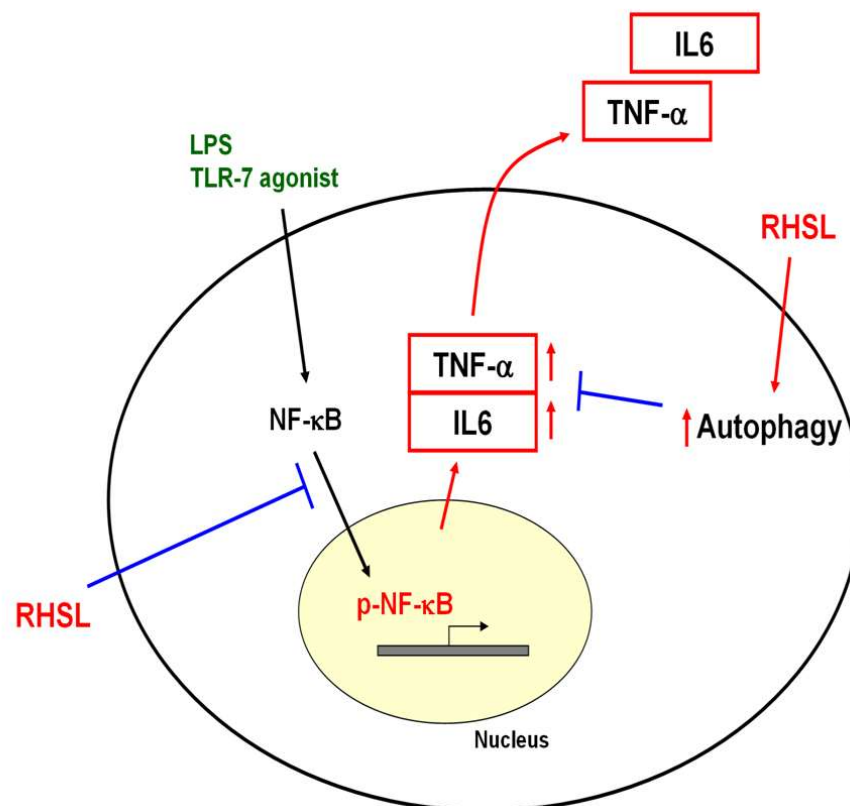 IL6
TNF-α
LPS
TLR-7 agonist
RHSL
TNF-α
IL6
NF-κB
Autophagy
RHSL
p-NF-κB
Nucleus